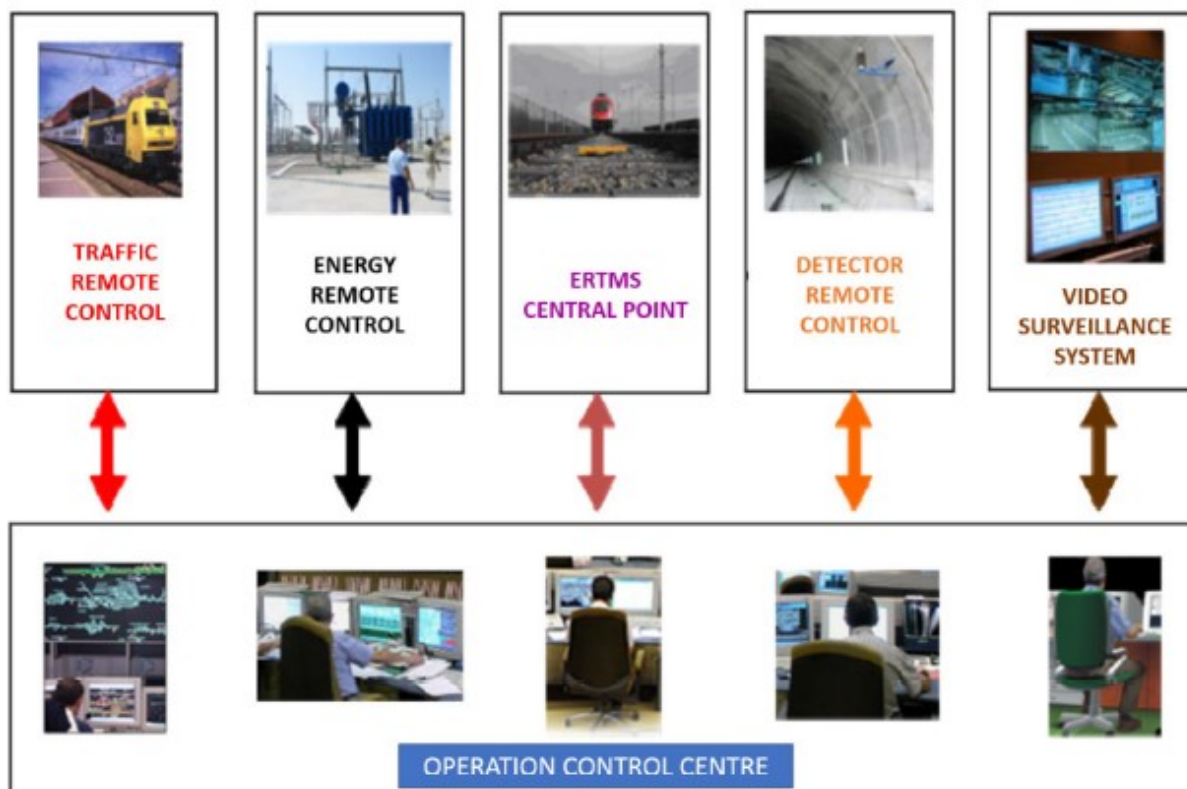 TRAFFIC
REMOTE
CONTROL
ENERGY
REMOTE
CONTROL
ERTMS
CENTRAL POINT
DETECTOR
REMOTE
CONTROL
VIDEO
SURVEILLANCE
SYSTEM
OPERATION CONTROL CENTRE